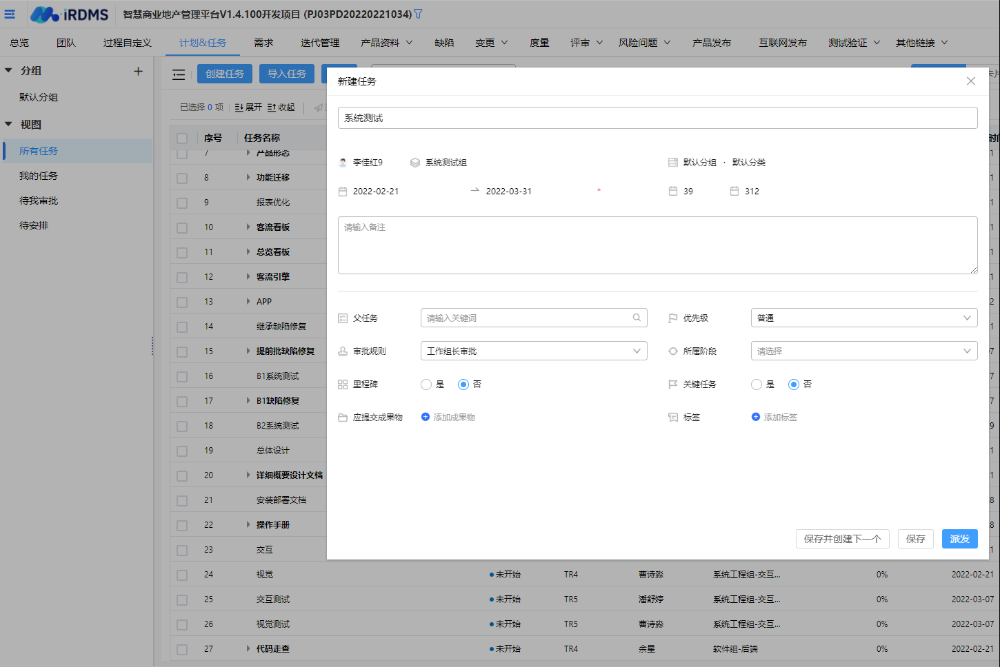 iRDMS 智慧商业地产管理平台V1.4.100开发项目 (PJ03PD20220221034)
总览 团队 过程自定义 计划&任务 需求 迭代管理 产品资料 缺陷 变更 度量 评审 风险问题 产品发布 互联网发布 测试验证 其他链接
分组
默认分组
视图
所有任务
我的任务
待我审批
待安排
创建任务 导入任务
已选择 0 项 展开 收起
序号 任务名称
7 产品形态
8 功能迁移
9 报表优化
10 客流看板
11 总览看板
12 客流引擎
13 APP
14 继承缺陷修复
15 提前批缺陷修复
16 B1系统测试
17 B1缺陷修复
18 B2系统测试
19 总体设计
20 详细概要设计文档
21 安装部署文档
22 操作手册
23 交互
24 视觉 未开始 TR4 曹诗淼 系统工程组-交互... 0% 2022-02-21
25 交互测试 未开始 TR5 潘舒婷 系统工程组-交互... 0% 2022-03-07
26 视觉测试 未开始 TR5 曹诗淼 系统工程组-交互... 0% 2022-03-07
27 代码走查 未开始 TR4 余星 软件组-后端 0% 2022-02-21
新建任务
系统测试
李佳红9 系统测试组 默认分组 · 默认分类
2022-02-21 → 2022-03-31 * 39 312
请输入备注
父任务 请输入关键词 优先级 普通
审批规则 工作组长审批 所属阶段 请选择
里程碑 是 否 关键任务 是 否
应提交成果物 添加成果物 标签 添加标签
保存并创建下一个 保存 派发